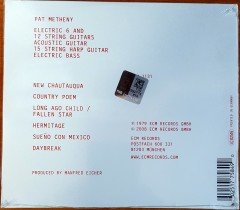 PAT METHENY
ELECTRIC 6 AND
12 STRING GUITARS
ACOUSTIC GUITAR
15 STRING HARP GUITAR
ELECTRIC BASS
NEW CHAUTAUQUA
COUNTRY POEM
LONG AGO CHILD /
FALLEN STAR
HERMITAGE
SUEÑO CON MEXICO
DAYBREAK
PRODUCED BY MANFRED EICHER
℗ 1979 ECM RECORDS GMBH
© 2008 ECM RECORDS GMBH
ECM RECORDS
POSTFACH 600 331
81203 MÜNCHEN
WWW.ECMRECORDS.COM